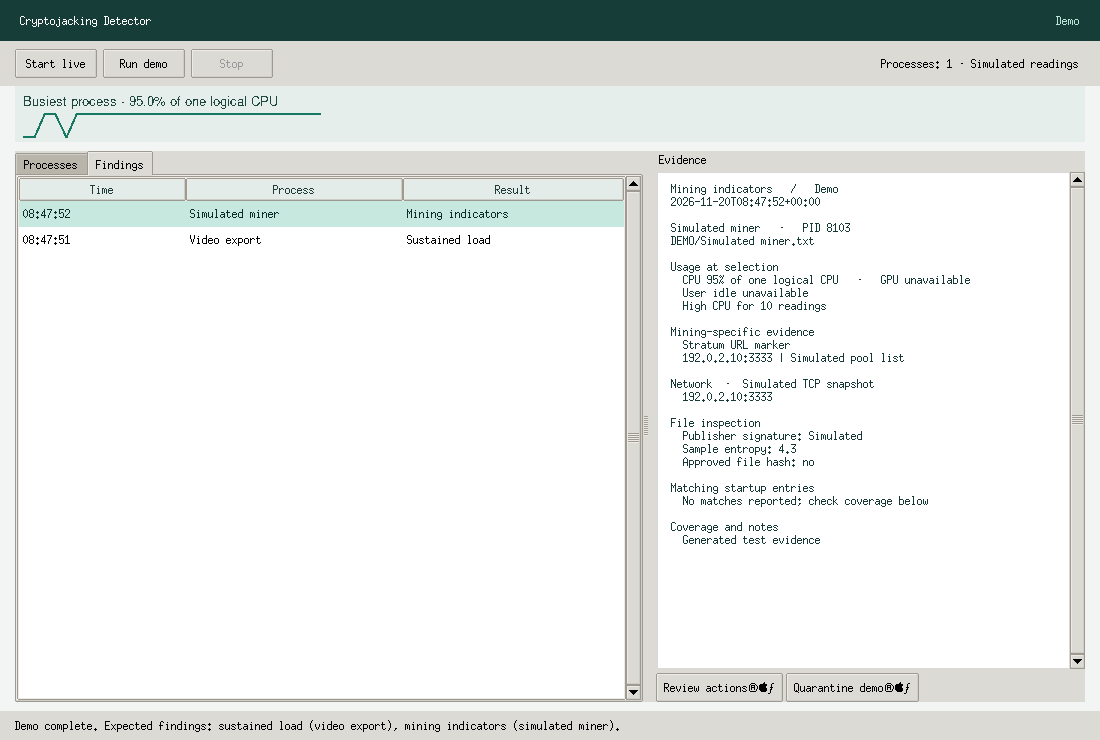 Cryptojacking Detector
Demo
Start live
Run demo
Stop
Processes: 1 · Simulated readings
Busiest process · 95.0% of one logical CPU
Processes
Findings
Evidence
Time
Process
Result
08:47:52
Simulated miner
Mining indicators
08:47:51
Video export
Sustained load
Mining indicators / Demo
2026-11-20T08:47:52+00:00
Simulated miner · PID 8103
DEMO/Simulated miner.txt
Usage at selection
CPU 95% of one logical CPU · GPU unavailable
User idle unavailable
High CPU for 10 readings
Mining-specific evidence
Stratum URL marker
192.0.2.10:3333 | Simulated pool list
Network · Simulated TCP snapshot
192.0.2.10:3333
File inspection
Publisher signature: Simulated
Sample entropy: 4.3
Approved file hash: no
Matching startup entries
No matches reported; check coverage below
Coverage and notes
Generated test evidence
Review actions®ƒ
Quarantine demo®ƒ
Demo complete. Expected findings: sustained load (video export), mining indicators (simulated miner).